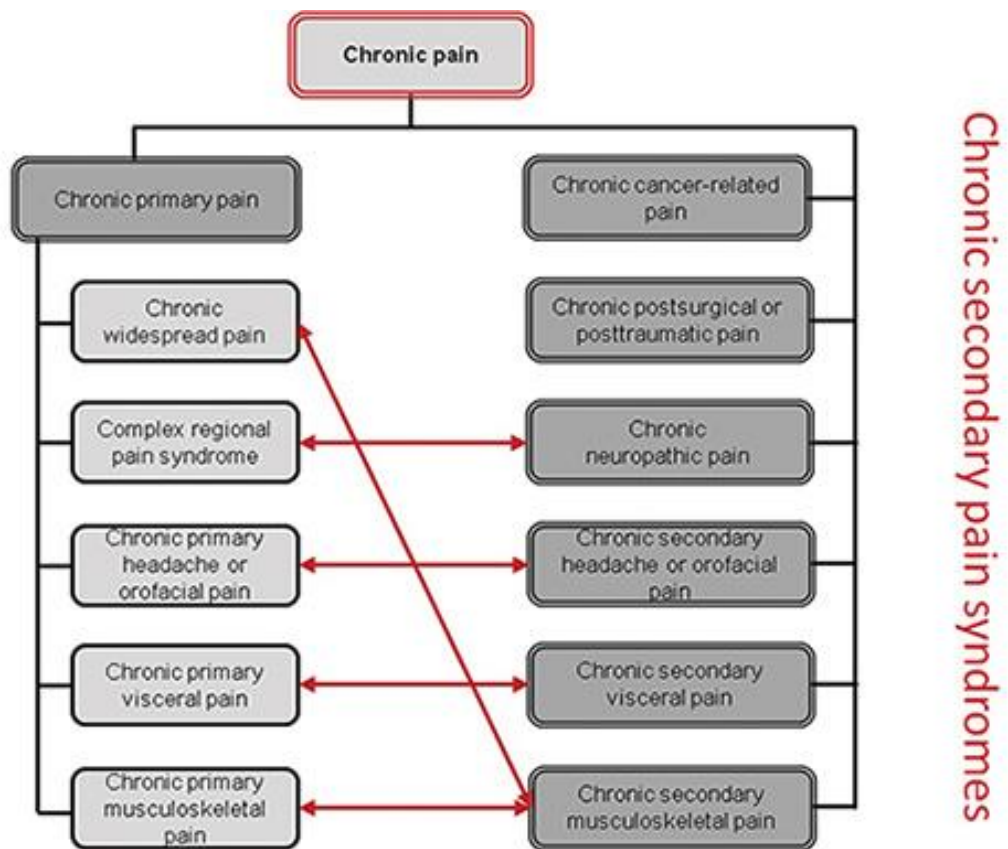 Chronic pain
Chronic primary pain
Chronic
widespread pain
Complex regional
pain syndrome
Chronic primary
headache or
orofacial pain
Chronic primary
visceral pain
Chronic primary
musculoskeletal
pain
Chronic cancer-related
pain
Chronic postsurgical or
posttraumatic pain
Chronic
neuropathic pain
Chronic secondary
headache or orofacial
pain
Chronic secondary
visceral pain
Chronic secondary
musculoskeletal pain
Chronic secondary pain syndromes